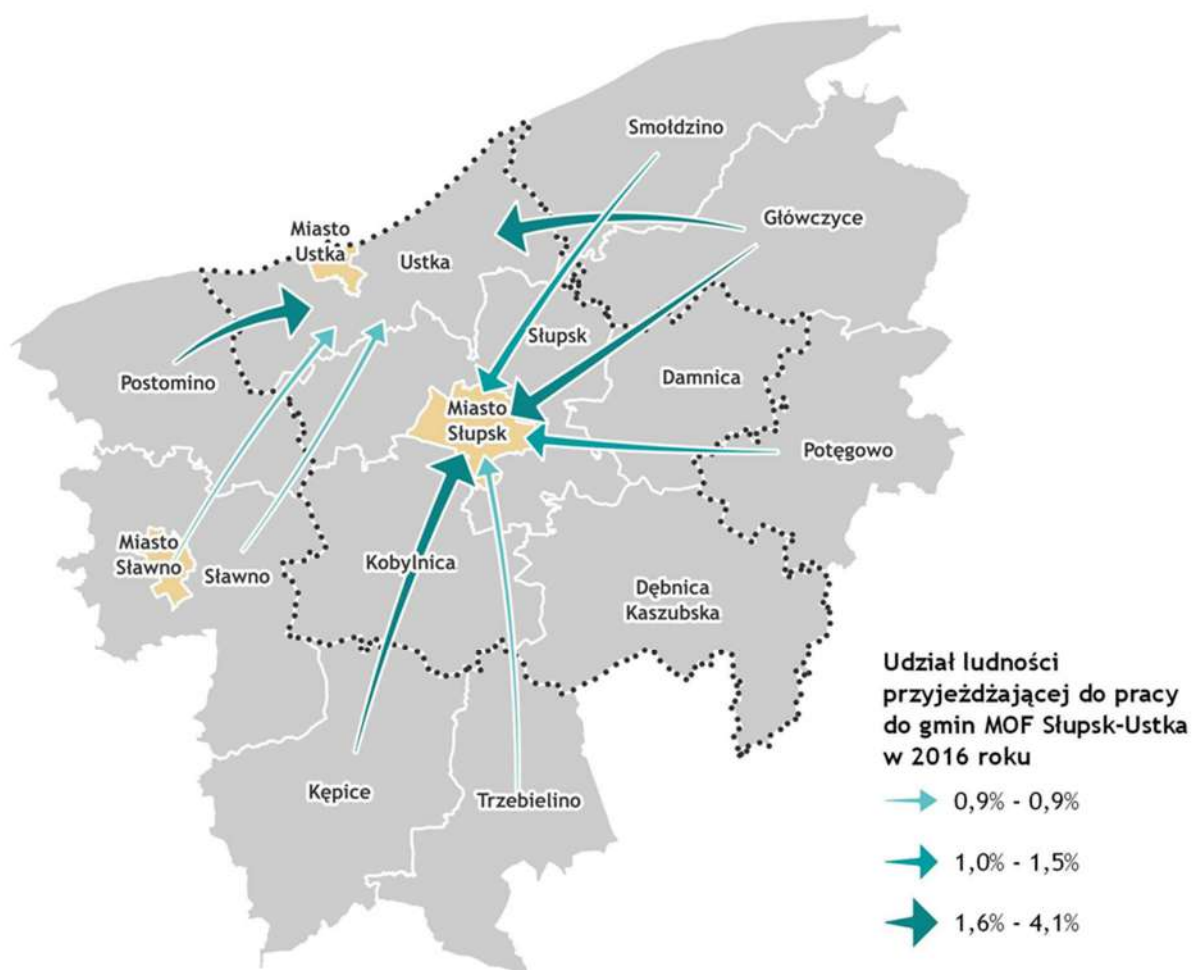 Smołdzino
Główczyce
Miasto
Ustka
Ustka
Słupsk
Damnica
Postomino
Miasto
Słupsk
Potęgowo
Miasto
Sławno
Sławno
Kobylnica
Dębnica
Kaszubska
Kępice
Trzebielino
Udział ludności
przyjeżdżającej do pracy
do gmin MOF Słupsk-Ustka
w 2016 roku
0,9% - 0,9%
1,0% - 1,5%
1,6% - 4,1%